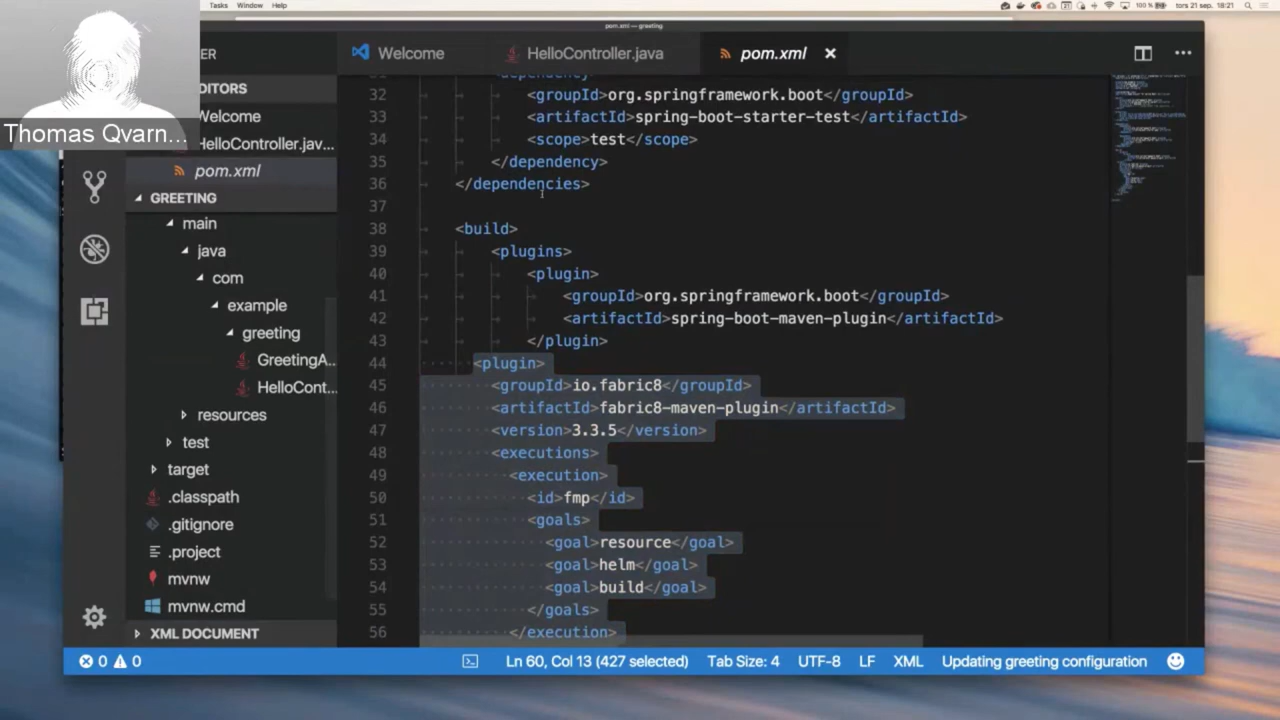 Tasks Window Help
100 % tors 21 sep. 18:21
pom.xml — greeting
ER
Welcome
HelloController.java
pom.xml
DITORS
Welcome
HelloController.jav...
Thomas Qvarn...
pom.xml
GREETING
main
java
com
example
greeting
GreetingA...
HelloCont...
resources
test
target
.classpath
.gitignore
.project
mvnw
mvnw.cmd
XML DOCUMENT
31 <dependency>
32 <groupId>org.springframework.boot</groupId>
33 <artifactId>spring-boot-starter-test</artifactId>
34 <scope>test</scope>
35 </dependency>
36 </dependencies>
37
38 <build>
39 <plugins>
40 <plugin>
41 <groupId>org.springframework.boot</groupId>
42 <artifactId>spring-boot-maven-plugin</artifactId>
43 </plugin>
44 <plugin>
45 <groupId>io.fabric8</groupId>
46 <artifactId>fabric8-maven-plugin</artifactId>
47 <version>3.3.5</version>
48 <executions>
49 <execution>
50 <id>fmp</id>
51 <goals>
52 <goal>resource</goal>
53 <goal>helm</goal>
54 <goal>build</goal>
55 </goals>
56 </execution>
0 0
Ln 60, Col 13 (427 selected) Tab Size: 4 UTF-8 LF XML Updating greeting configuration